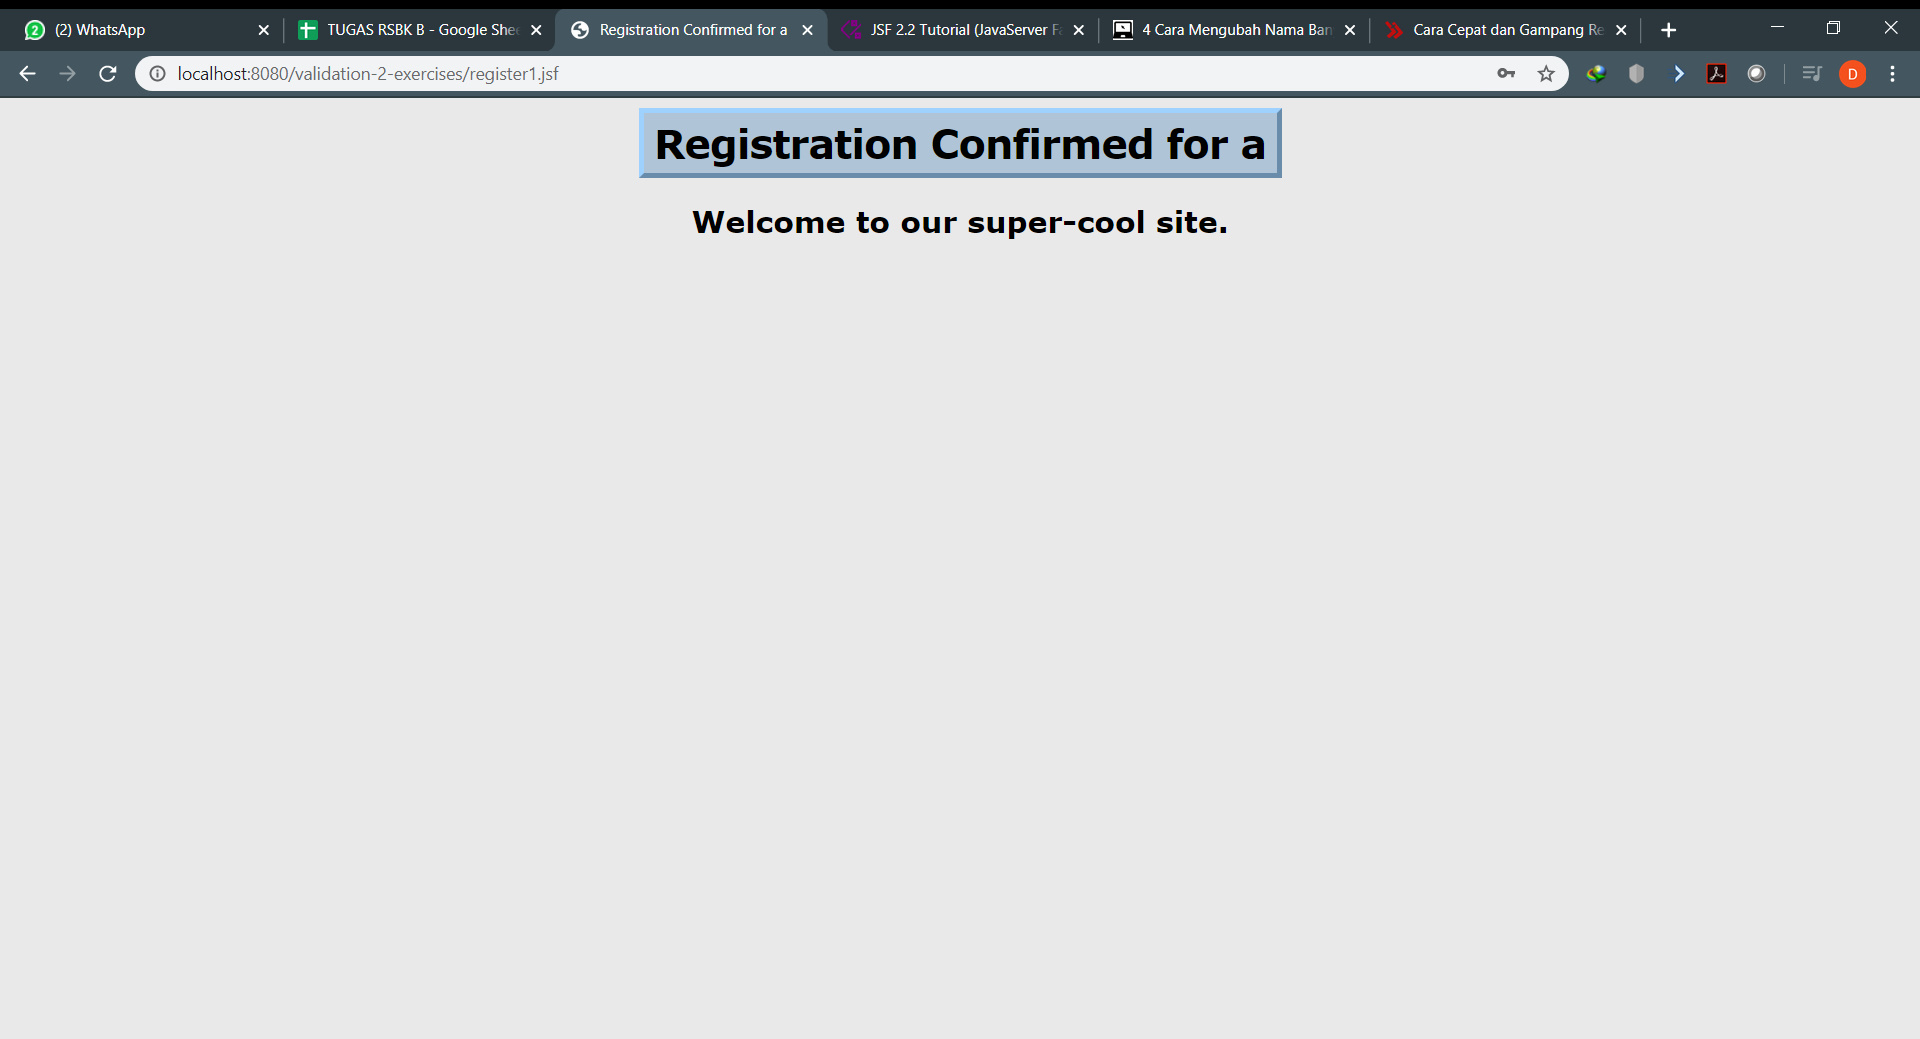 (2) WhatsApp
TUGAS RSBK B - Google Shee
Registration Confirmed for a
JSF 2.2 Tutorial (JavaServer Fa
4 Cara Mengubah Nama Ban
Cara Cepat dan Gampang Re
localhost:8080/validation-2-exercises/register1.jsf
D
Registration Confirmed for a
Welcome to our super-cool site.